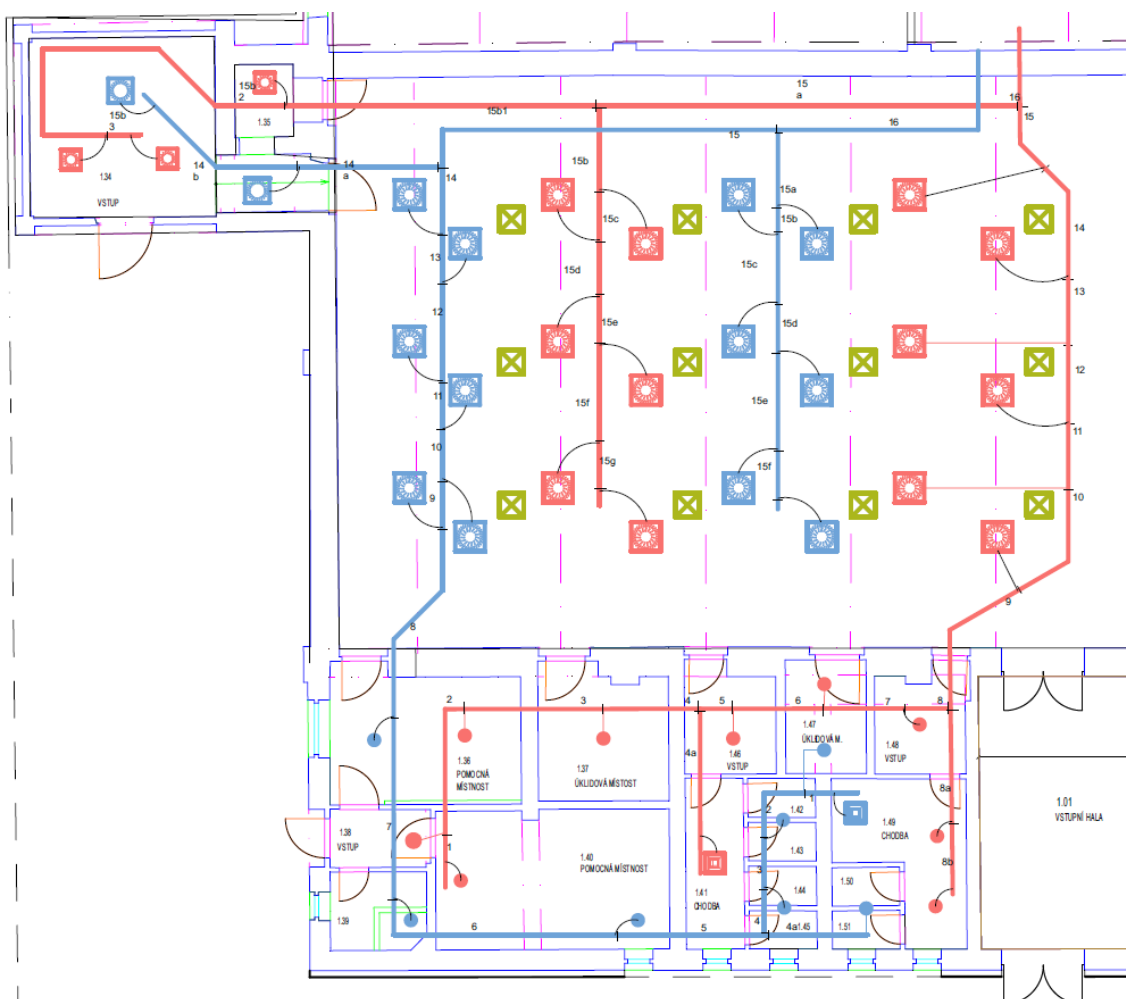 15
a
16
15
15b
2
1.35
15b1
15
16
15b
3
1.34
VSTUP
14
b
14
a
14
15b
15c
15d
15e
15f
15g
15a
15b
15c
15d
15e
15f
13
12
11
10
9
8
14
13
12
11
10
9
2
3
4
5
6
7
8
4a
1.36
POMOCNÁ
MÍSTNOST
1.37
ÚKLIDOVÁ MÍSTOST
1.46
VSTUP
1.47
ÚKLIDOVÁ M.
1.48
VSTUP
1.38
VSTUP
7
1
1.40
POMOCNÁ MÍSTNOST
1.39
6
5
1.41
CHODBA
1
2
1.42
1.43
3
1.44
4
4a
1.45
1.49
CHODBA
8a
8b
1.50
1.51
1.01
VSTUPNÍ HALA